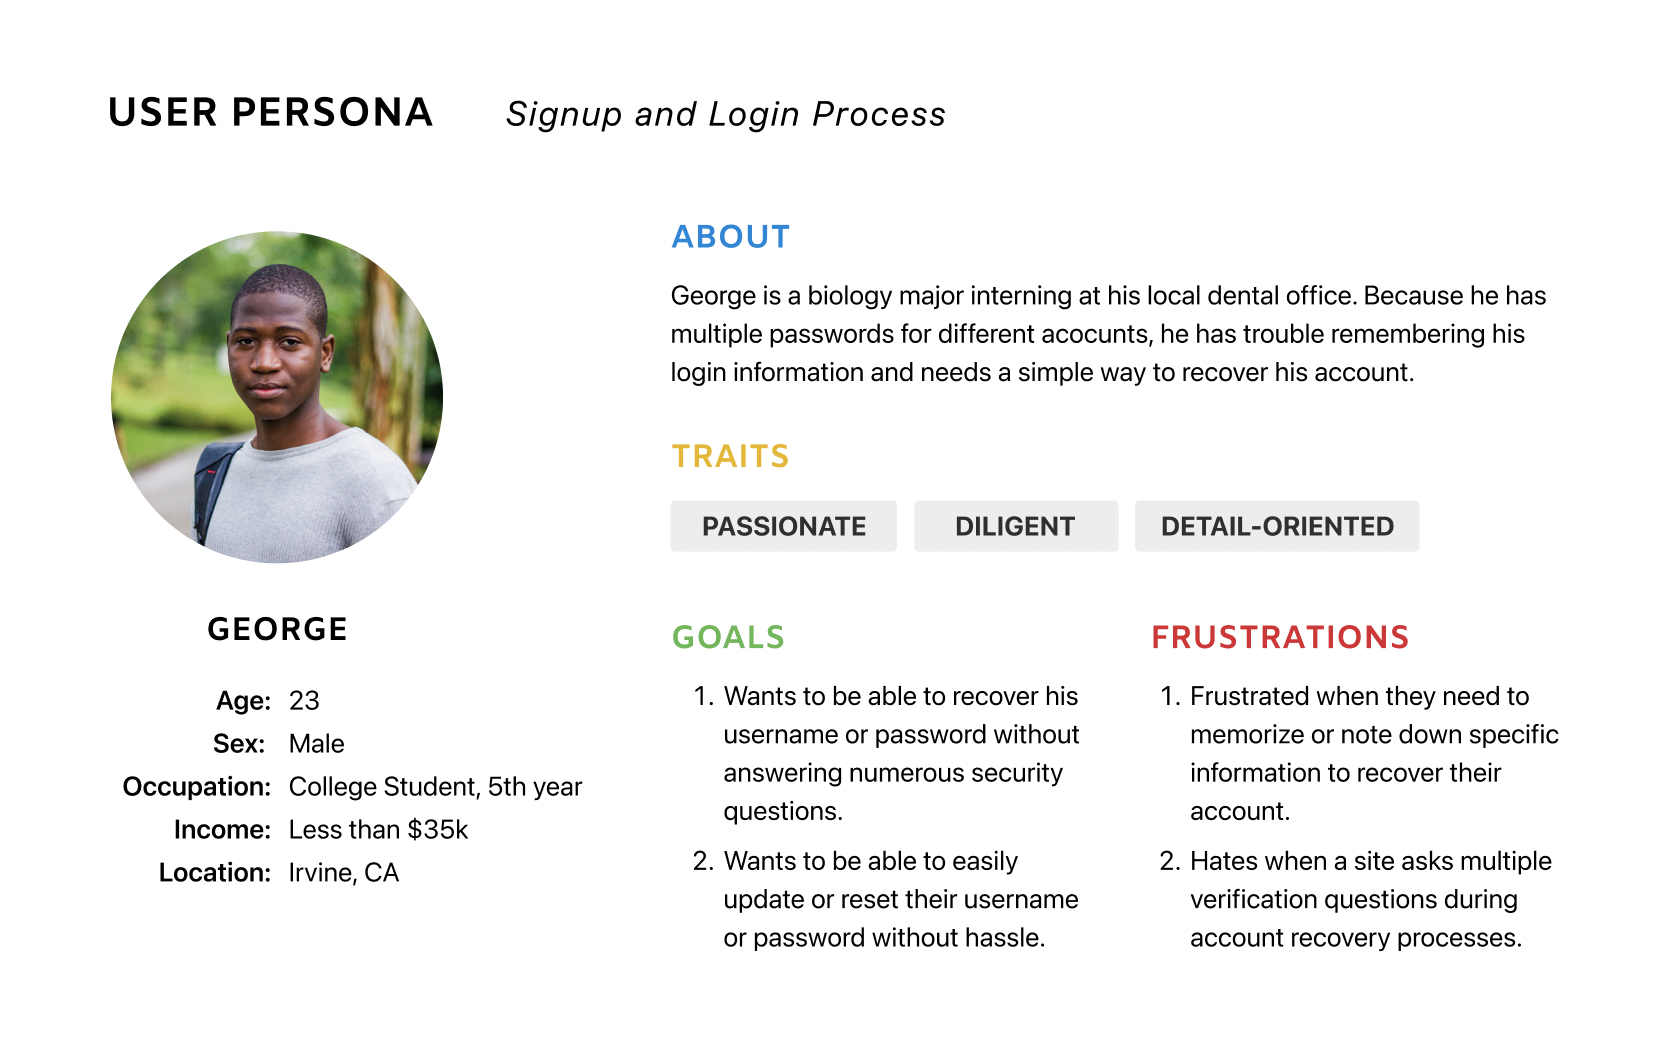 USER PERSONA
Signup and Login Process
GEORGE
Age: 23
Sex: Male
Occupation: College Student, 5th year
Income: Less than $35k
Location: Irvine, CA
ABOUT
George is a biology major interning at his local dental office. Because he has
multiple passwords for different acocunts, he has trouble remembering his
login information and needs a simple way to recover his account.
TRAITS
PASSIONATE
DILIGENT
DETAIL-ORIENTED
GOALS
1. Wants to be able to recover his
username or password without
answering numerous security
questions.
2. Wants to be able to easily
update or reset their username
or password without hassle.
FRUSTRATIONS
1. Frustrated when they need to
memorize or note down specific
information to recover their
account.
2. Hates when a site asks multiple
verification questions during
account recovery processes.